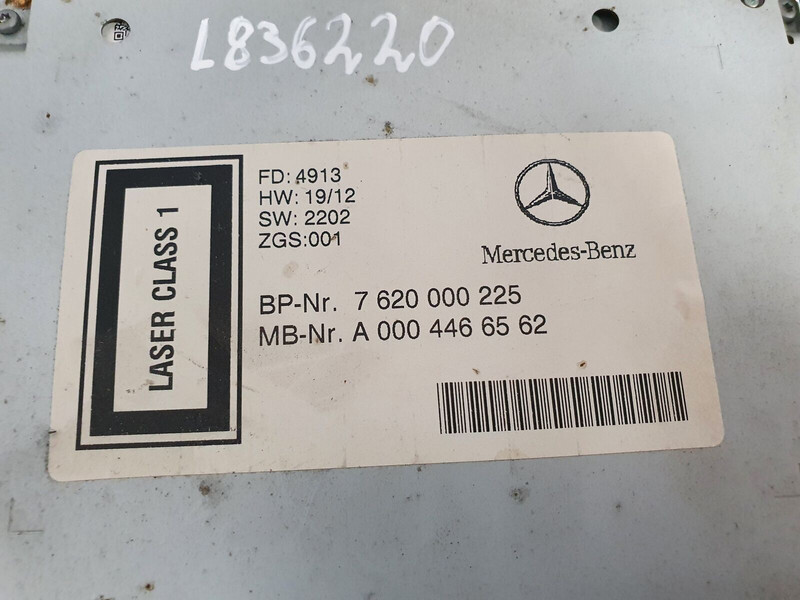 L836220
LASER CLASS 1
FD: 4913
HW: 19/12
SW: 2202
ZGS:001
Mercedes-Benz
BP-Nr. 7 620 000 225
MB-Nr. A 000 446 65 62